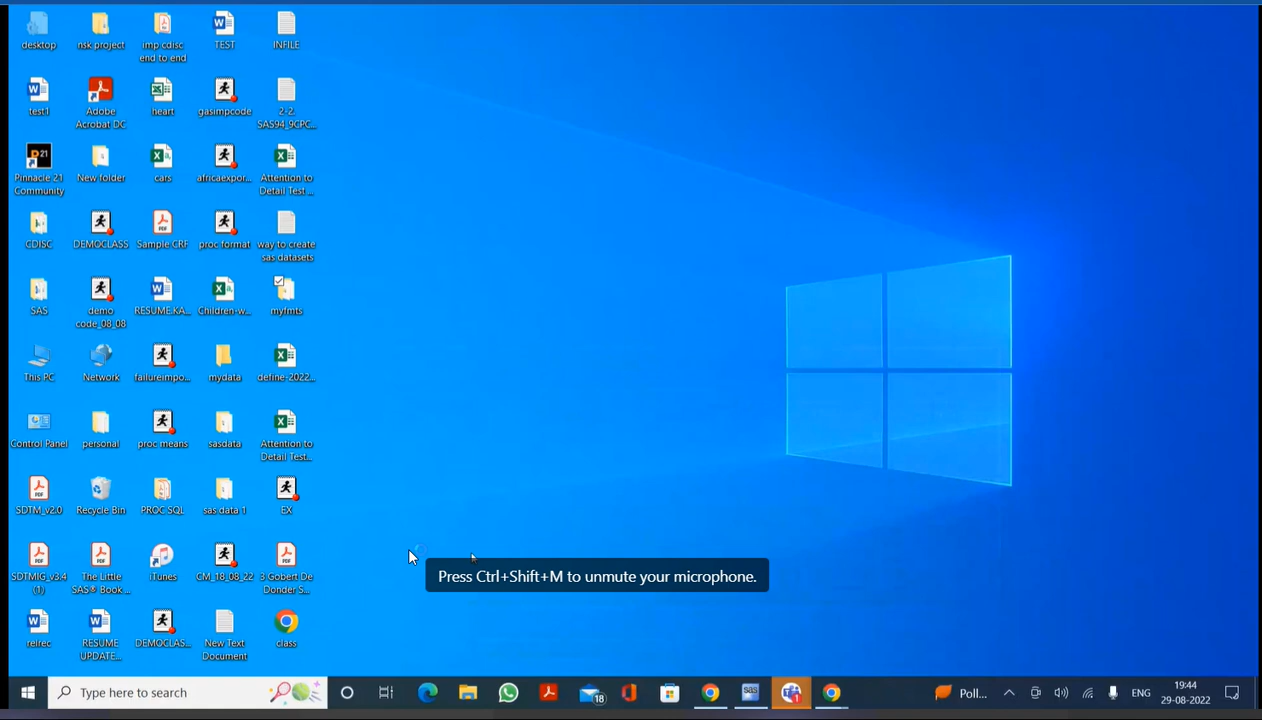 desktop
nsk project
imp cdisc
end to end
TEST
INFILE
test1
Adobe
Acrobat DC
heart
gasimpcode
2-2.
SAS94_9CPC...
Pinnacle 21
Community
New folder
cars
africaexpor...
Attention to
Detail Test ...
CDISC
DEMOCLASS
Sample CRF
proc format
way to create
sas datasets
SAS
demo
code_08_08
RESUME.KA...
Children-w...
myfmts
This PC
Network
failureimpo...
mydata
define-2022...
Control Panel
personal
proc means
sasdata
Attention to
Detail Test...
SDTM_v2.0
Recycle Bin
PROC SQL
sas data 1
EX
SDTMIG_v3.4
(1)
The Little
SAS® Book ...
iTunes
CM_18_08_22
3 Gobert De
Donder S...
Press Ctrl+Shift+M to unmute your microphone.
relrec
RESUME
UPDATE...
DEMOCLAS...
New Text
Document
class
Type here to search
18
sas
1
Poll...
ENG
19:44
29-08-2022